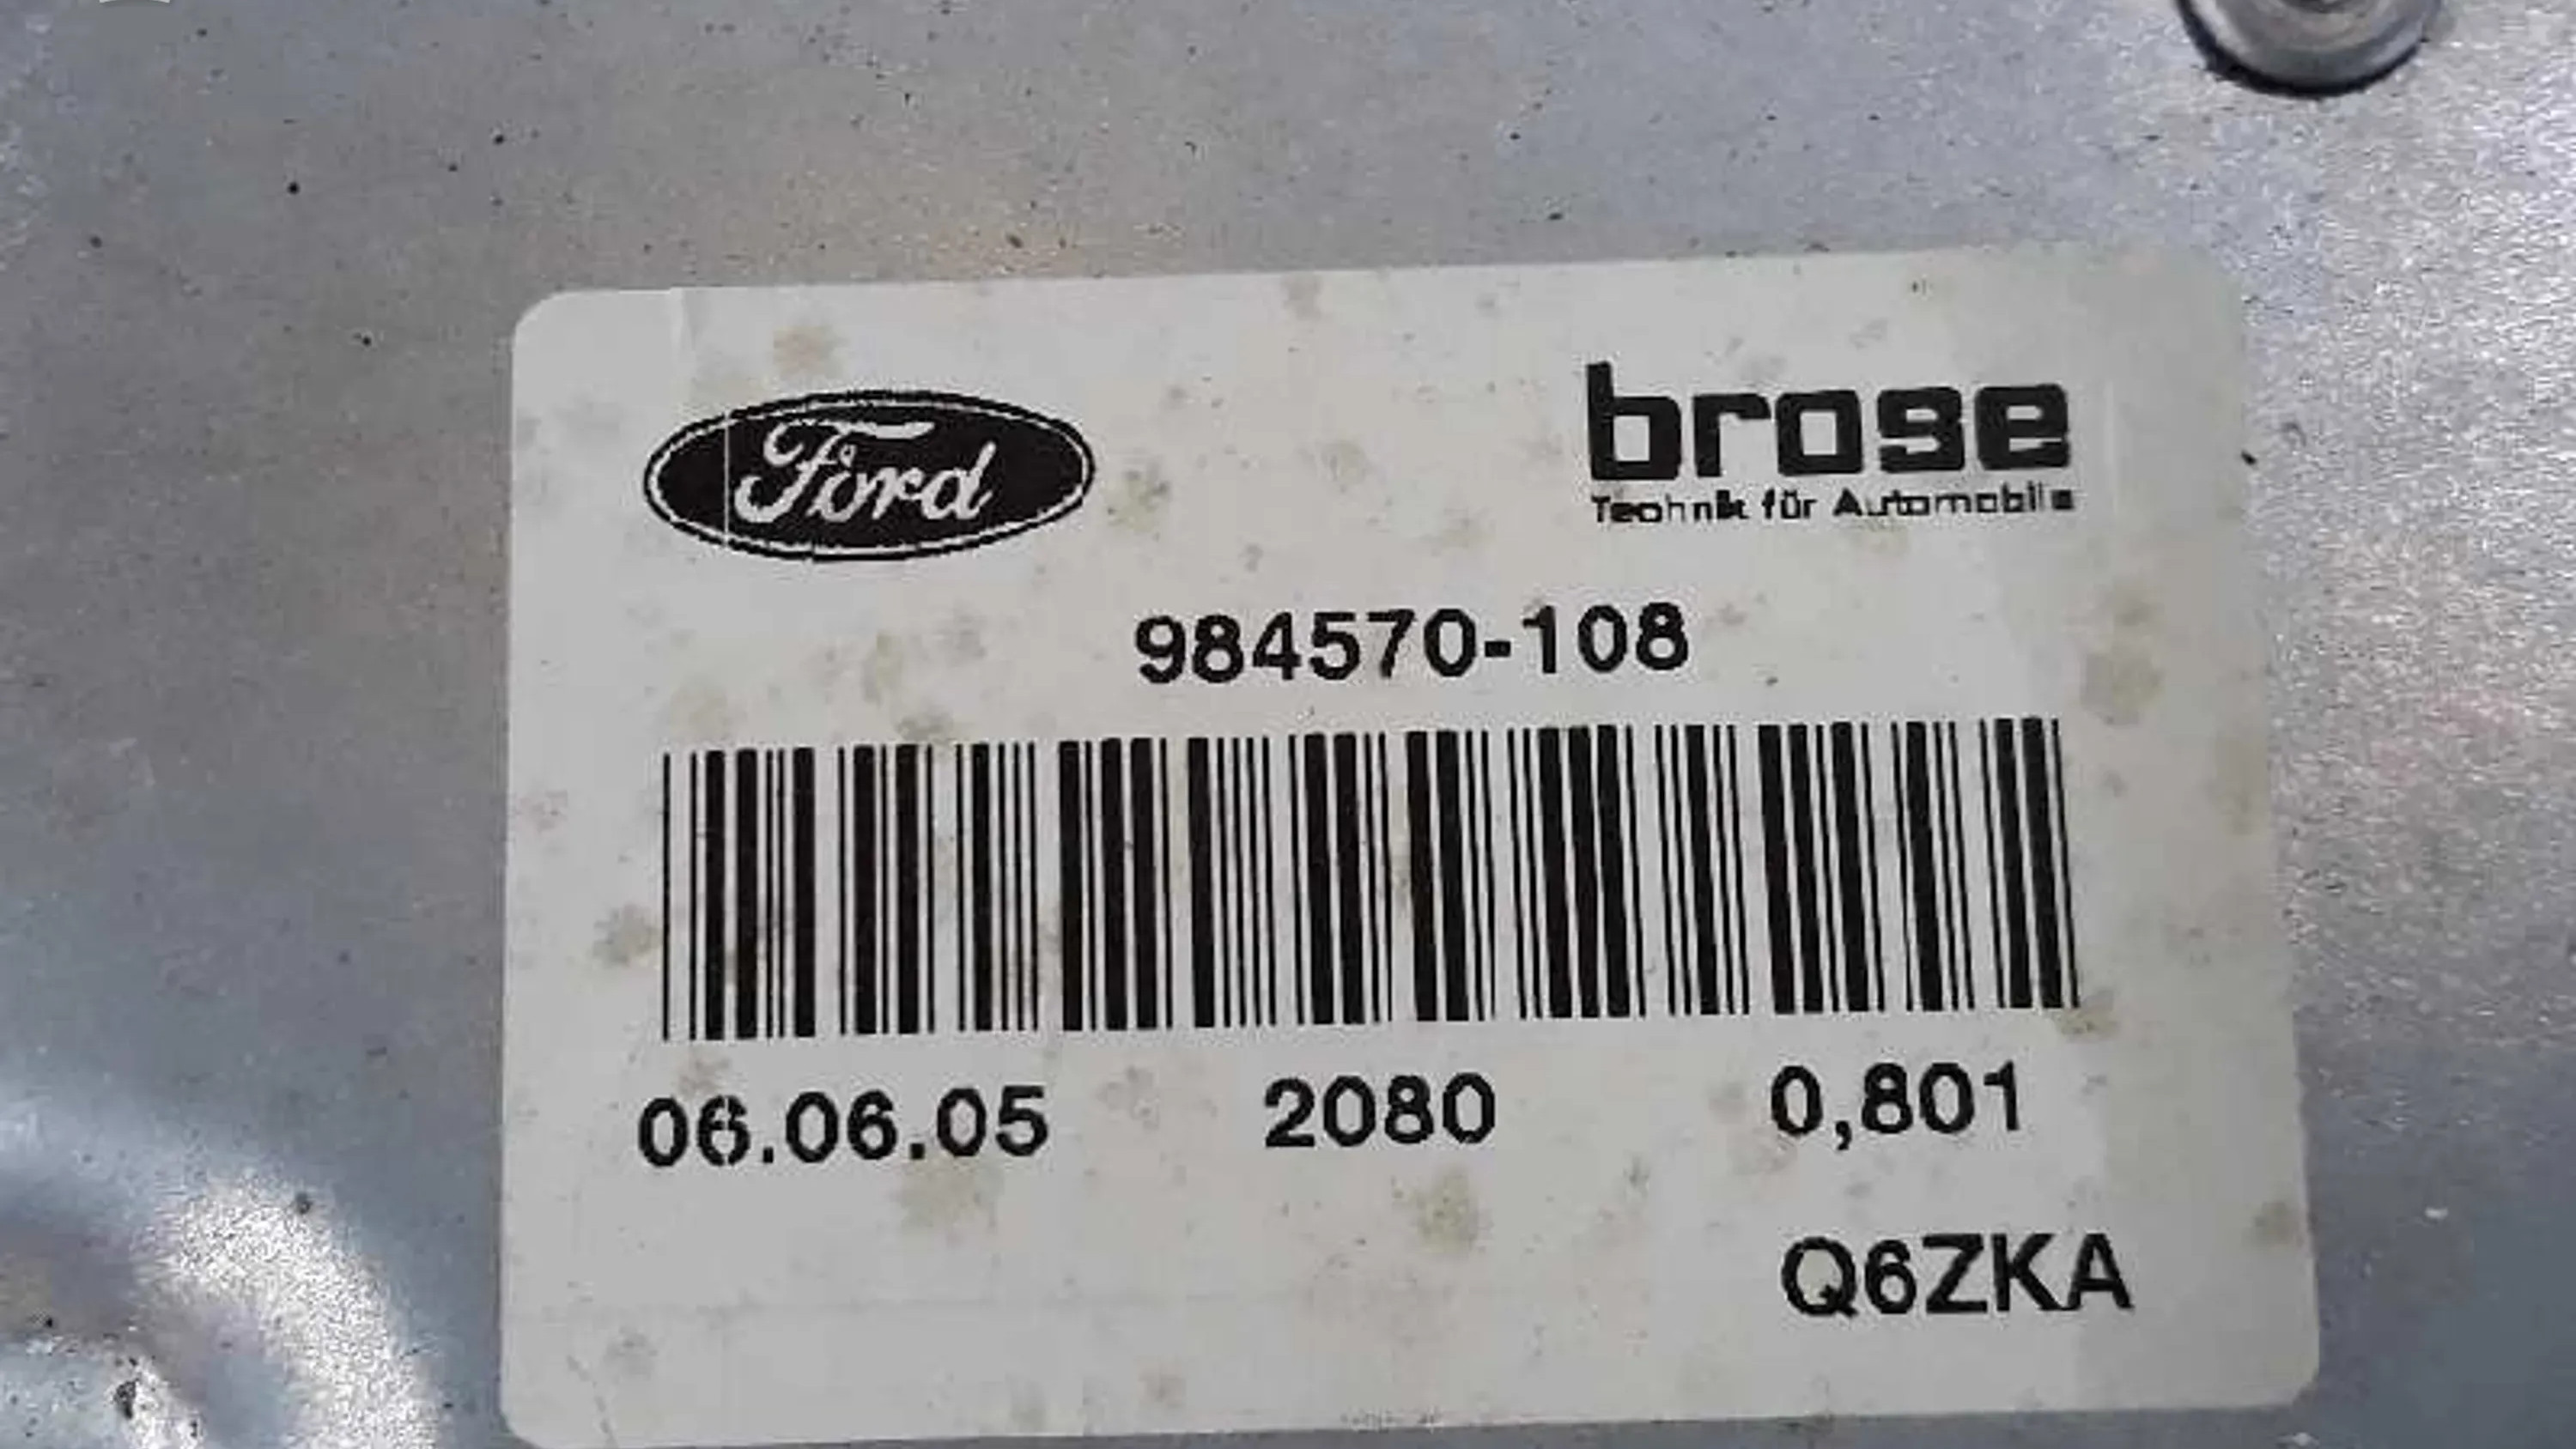 Ford
brose
Technik für Automobile
984570-108
06.06.05 2080 0,801
Q6ZKA